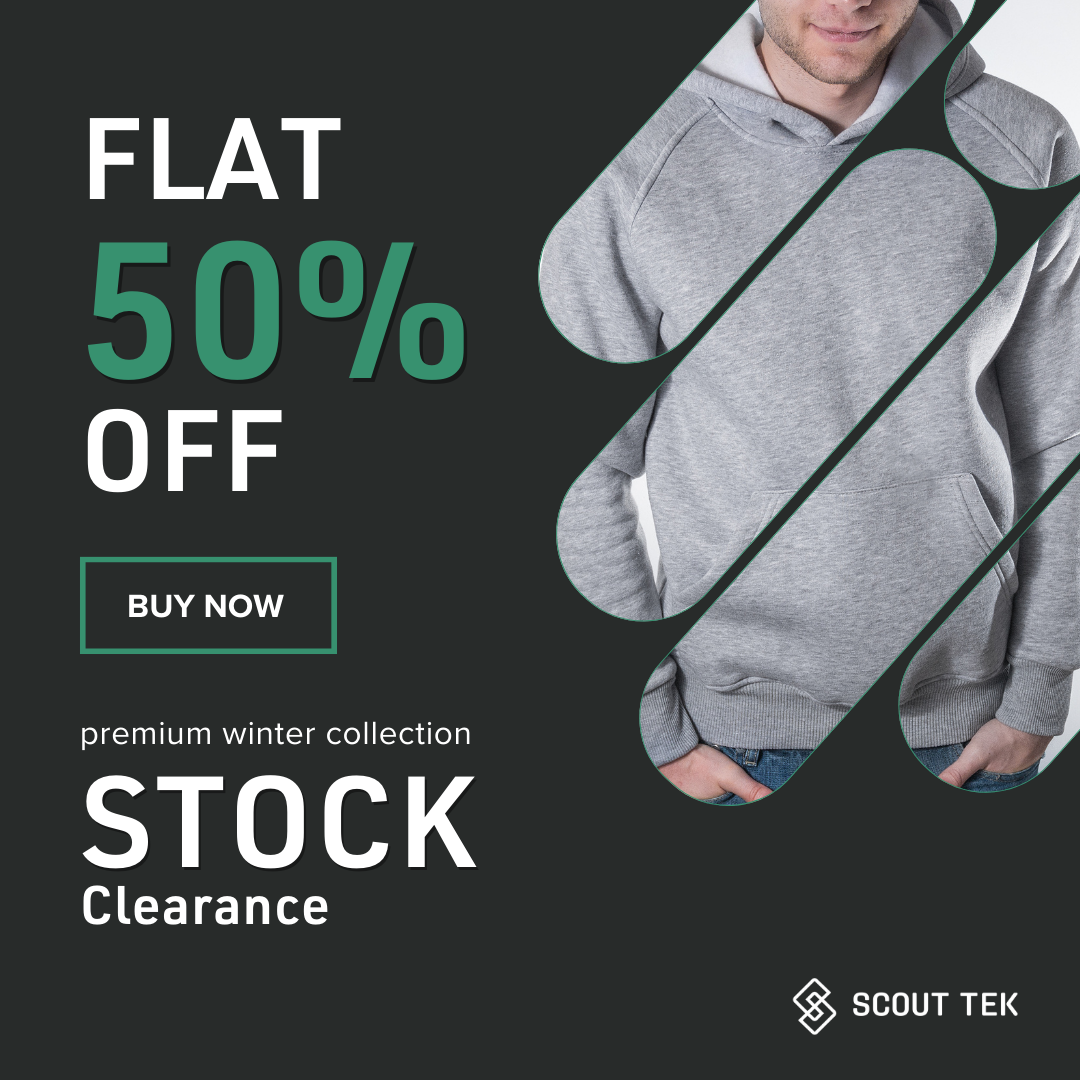 FLAT
50%
OFF
BUY NOW
premium winter collection
STOCK
Clearance
SCOUT TEK